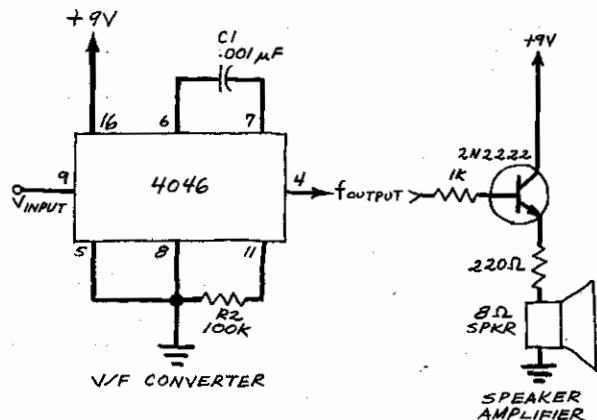 +9V
C1
.001µF
16
6
7
9
4046
4
VINPUT
fOUTPUT
5
8
11
R2
100K
V/F CONVERTER
+9V
2N2222
1K
220Ω
8Ω
SPKR
SPEAKER
AMPLIFIER